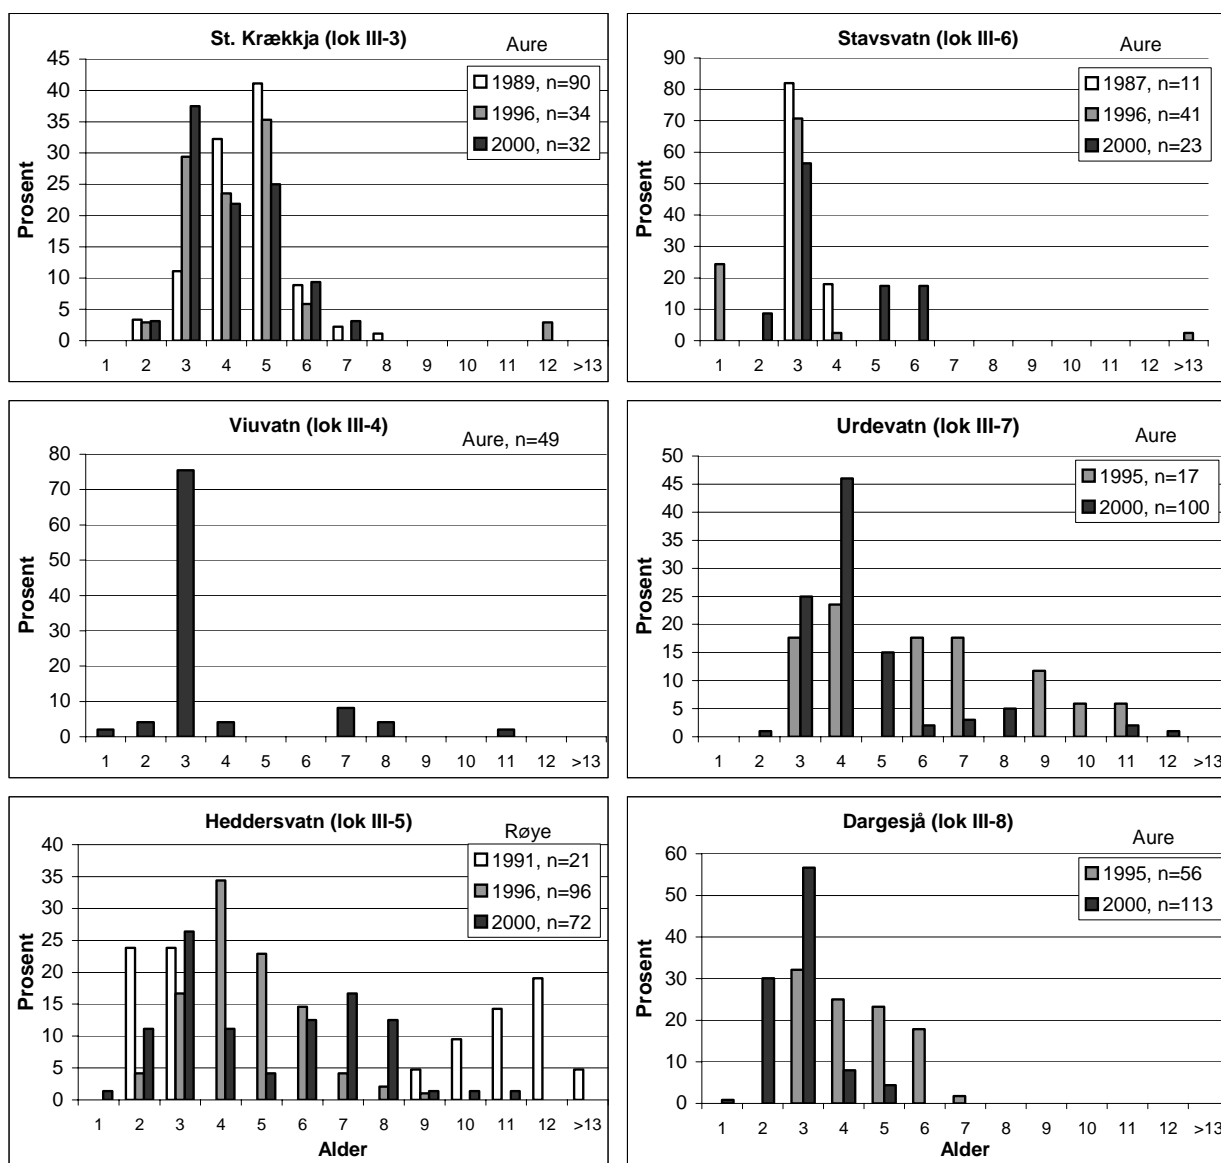 St. Krækkja (lok III-3)
Aure
1989, n=90
1996, n=34
2000, n=32
Prosent
45
40
35
30
25
20
15
10
5
0
1 2 3 4 5 6 7 8 9 10 11 12 >13
Stavsvatn (lok III-6)
Aure
1987, n=11
1996, n=41
2000, n=23
Prosent
90
80
70
60
50
40
30
20
10
0
1 2 3 4 5 6 7 8 9 10 11 12 >13
Viuvatn (lok III-4)
Aure, n=49
Prosent
80
70
60
50
40
30
20
10
0
1 2 3 4 5 6 7 8 9 10 11 12 >13
Urdevatn (lok III-7)
Aure
1995, n=17
2000, n=100
Prosent
50
45
40
35
30
25
20
15
10
5
0
1 2 3 4 5 6 7 8 9 10 11 12 >13
Heddersvatn (lok III-5)
Røye
1991, n=21
1996, n=96
2000, n=72
Prosent
40
35
30
25
20
15
10
5
0
1 2 3 4 5 6 7 8 9 10 11 12 >13
Alder
Dargesjå (lok III-8)
Aure
1995, n=56
2000, n=113
Prosent
60
50
40
30
20
10
0
1 2 3 4 5 6 7 8 9 10 11 12 >13
Alder